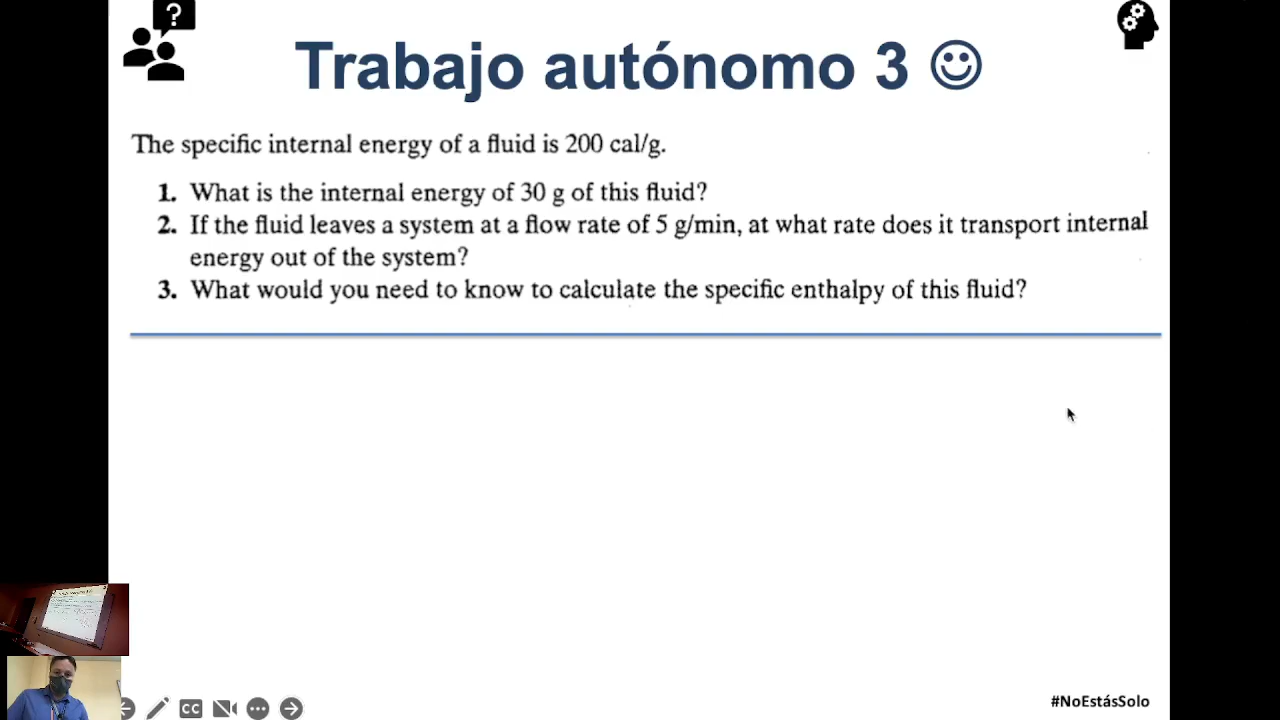 ?
Trabajo autónomo 3 ☺
The specific internal energy of a fluid is 200 cal/g.
1. What is the internal energy of 30 g of this fluid?
2. If the fluid leaves a system at a flow rate of 5 g/min, at what rate does it transport internal
energy out of the system?
3. What would you need to know to calculate the specific enthalpy of this fluid?
CC
#NoEstásSolo